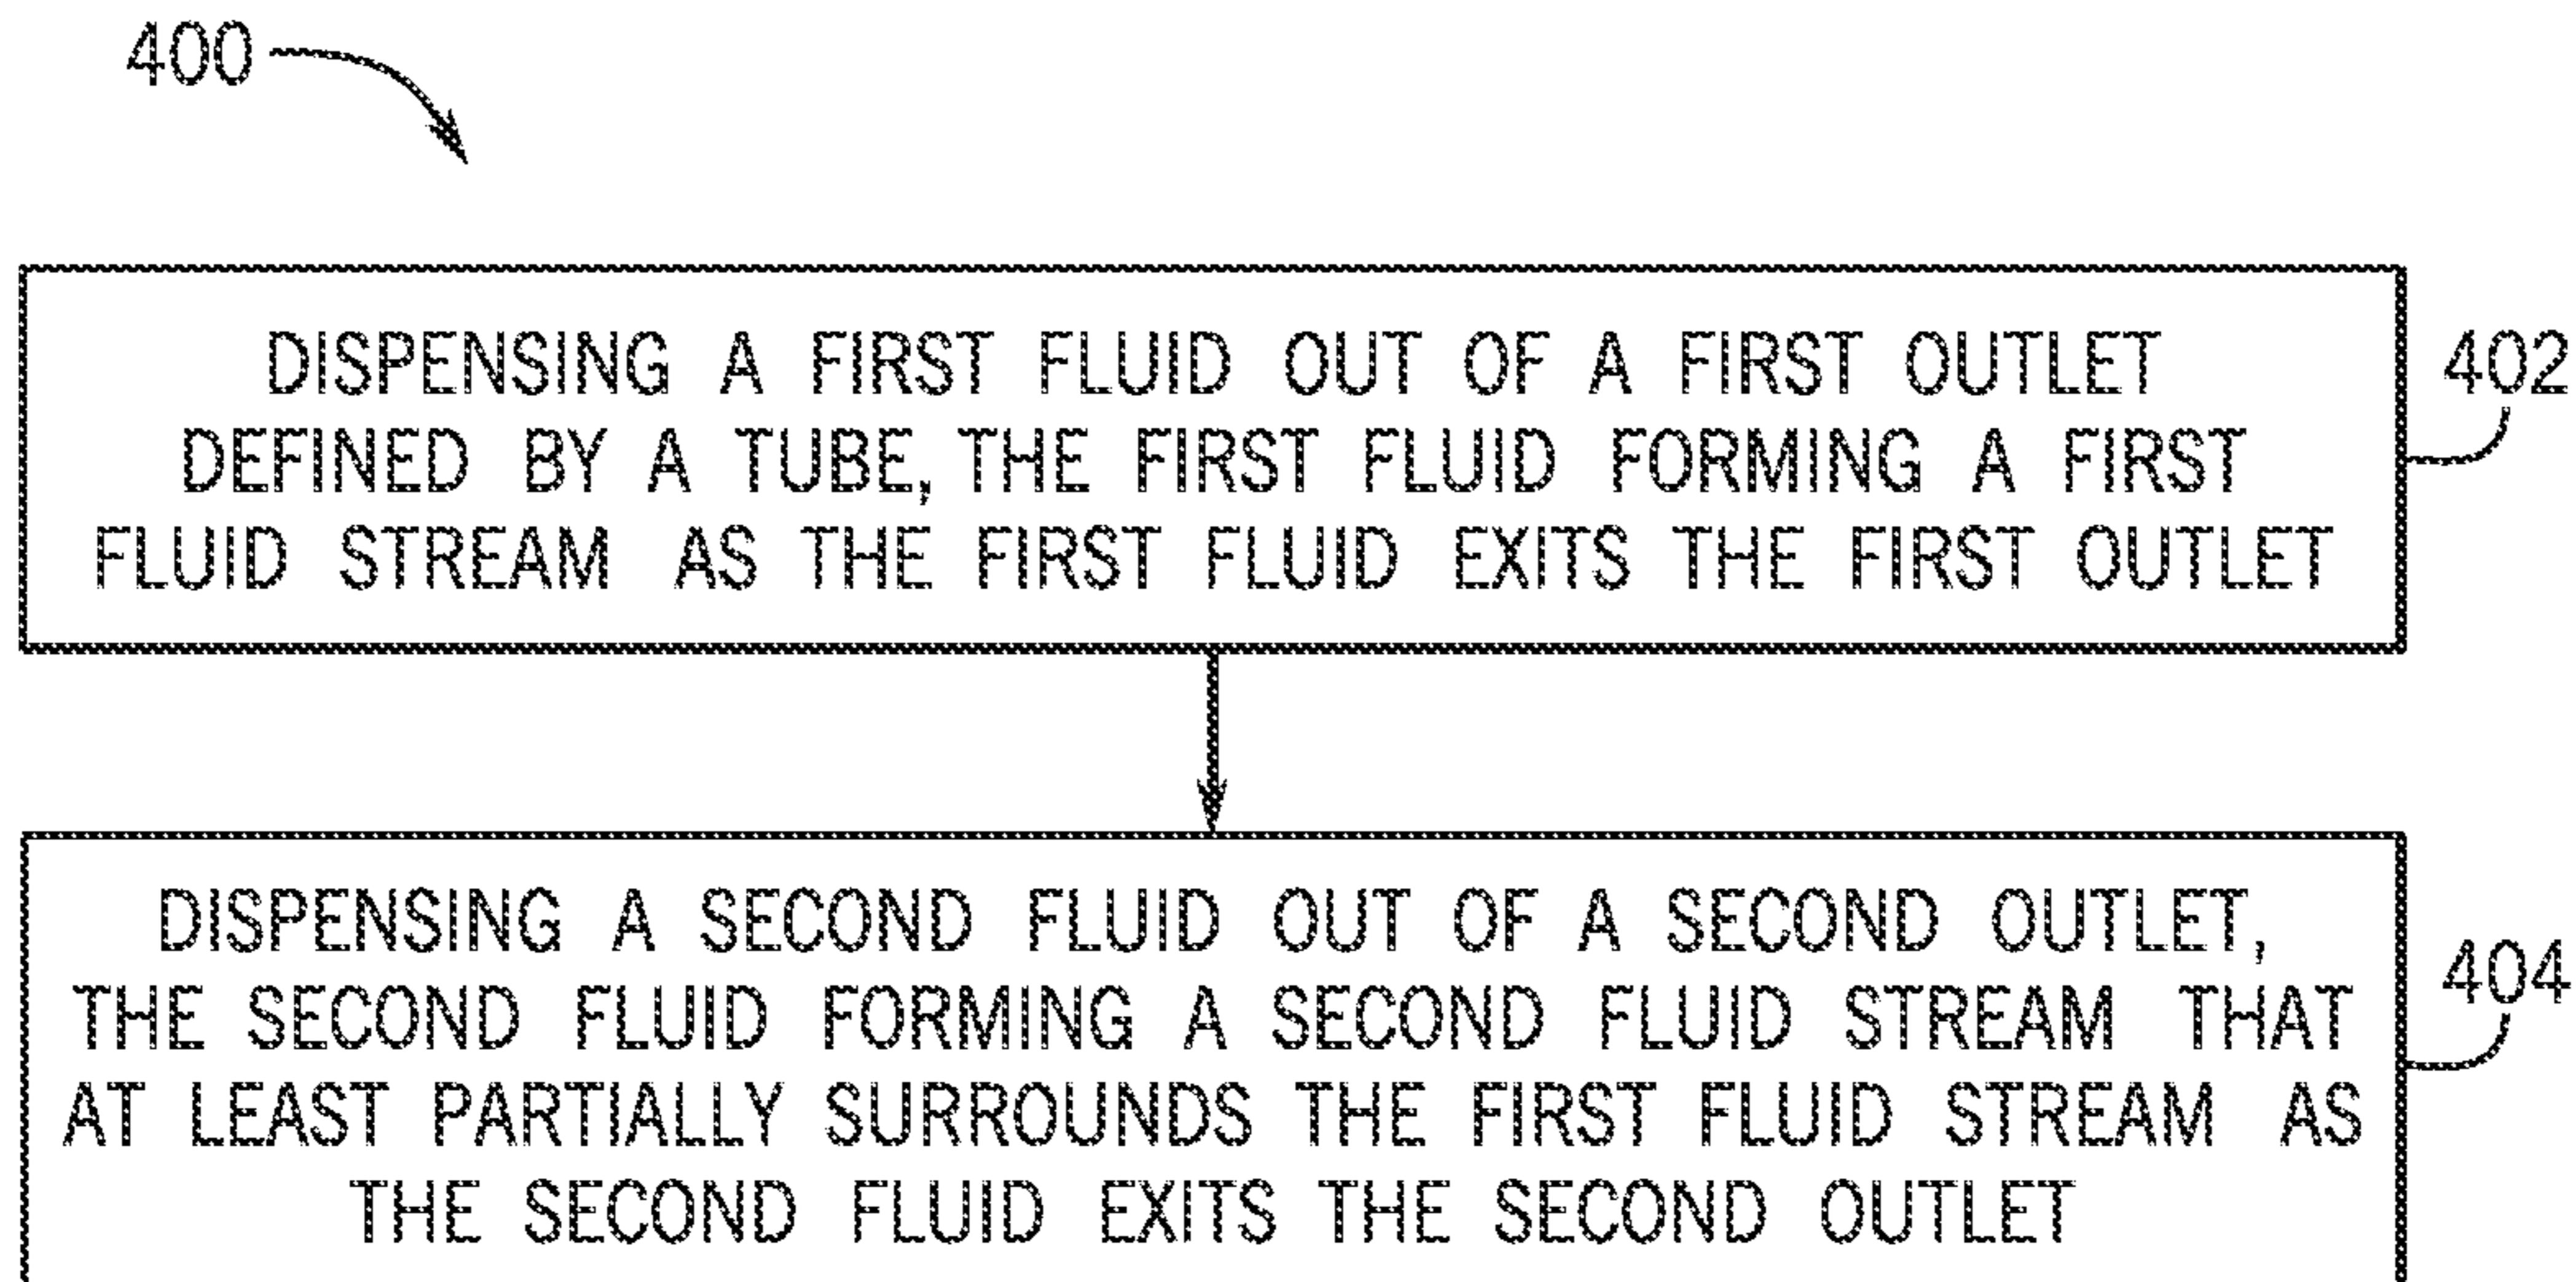 400
DISPENSING A FIRST FLUID OUT OF A FIRST OUTLET
DEFINED BY A TUBE, THE FIRST FLUID FORMING A FIRST
FLUID STREAM AS THE FIRST FLUID EXITS THE FIRST OUTLET
402
DISPENSING A SECOND FLUID OUT OF A SECOND OUTLET,
THE SECOND FLUID FORMING A SECOND FLUID STREAM THAT
AT LEAST PARTIALLY SURROUNDS THE FIRST FLUID STREAM AS
THE SECOND FLUID EXITS THE SECOND OUTLET
404